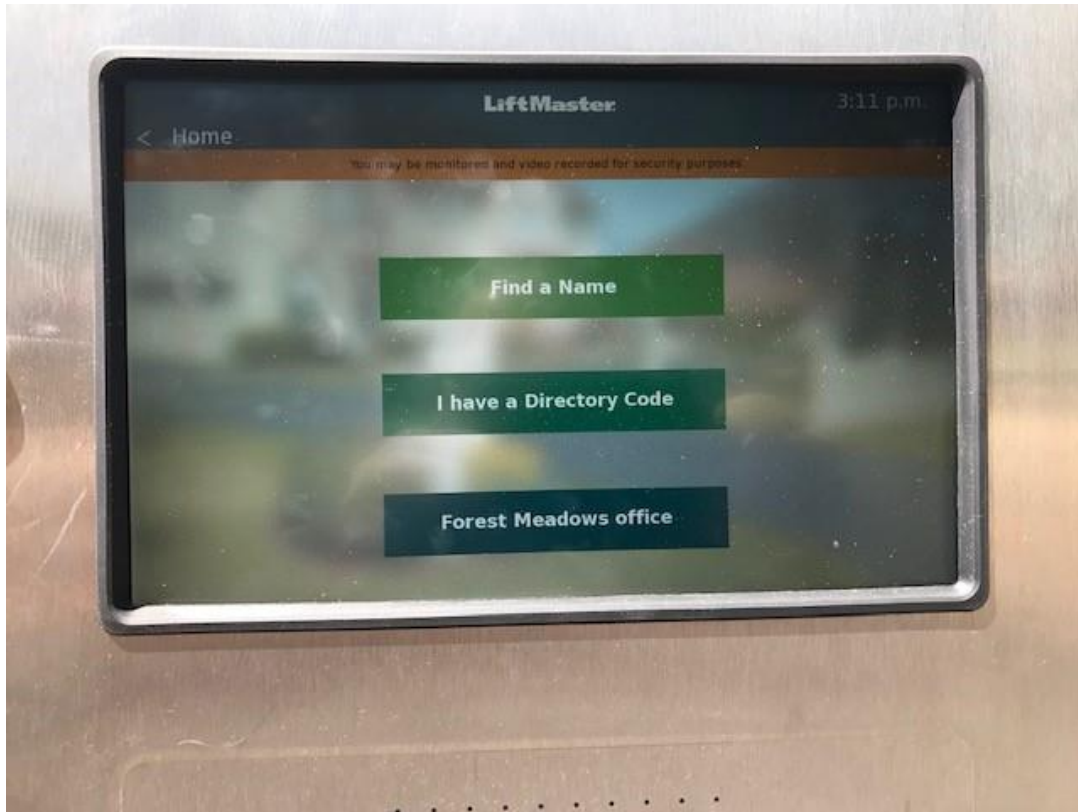 LiftMaster
3:11 p.m.
< Home
You may be monitored and video recorded for security purposes
Find a Name
I have a Directory Code
Forest Meadows office